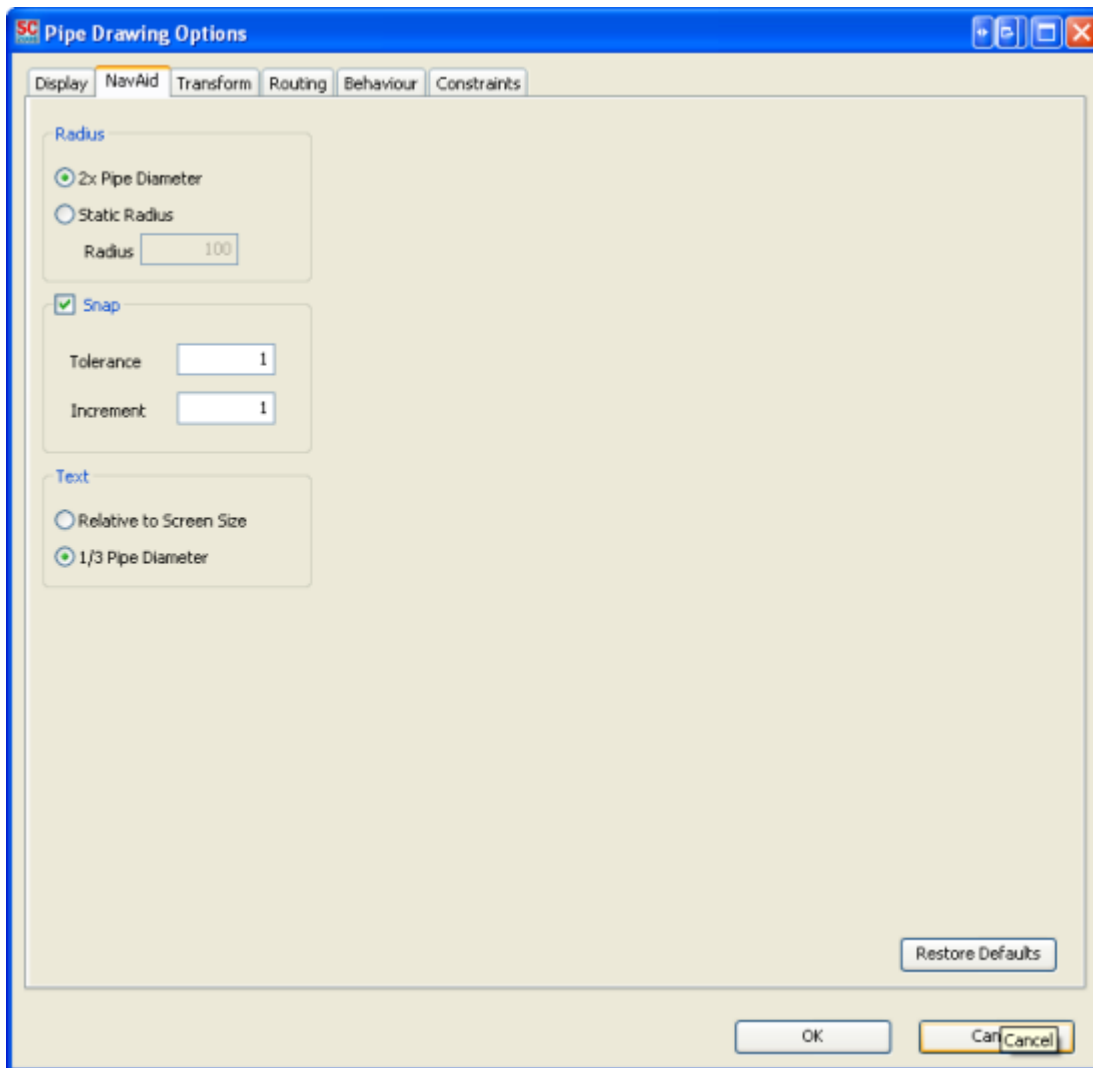 SC Pipe Drawing Options
Display NavAid Transform Routing Behaviour Constraints
Radius
2x Pipe Diameter
Static Radius
Radius 100
Snap
Tolerance 1
Increment 1
Text
Relative to Screen Size
1/3 Pipe Diameter
Restore Defaults
OK Can Cancel